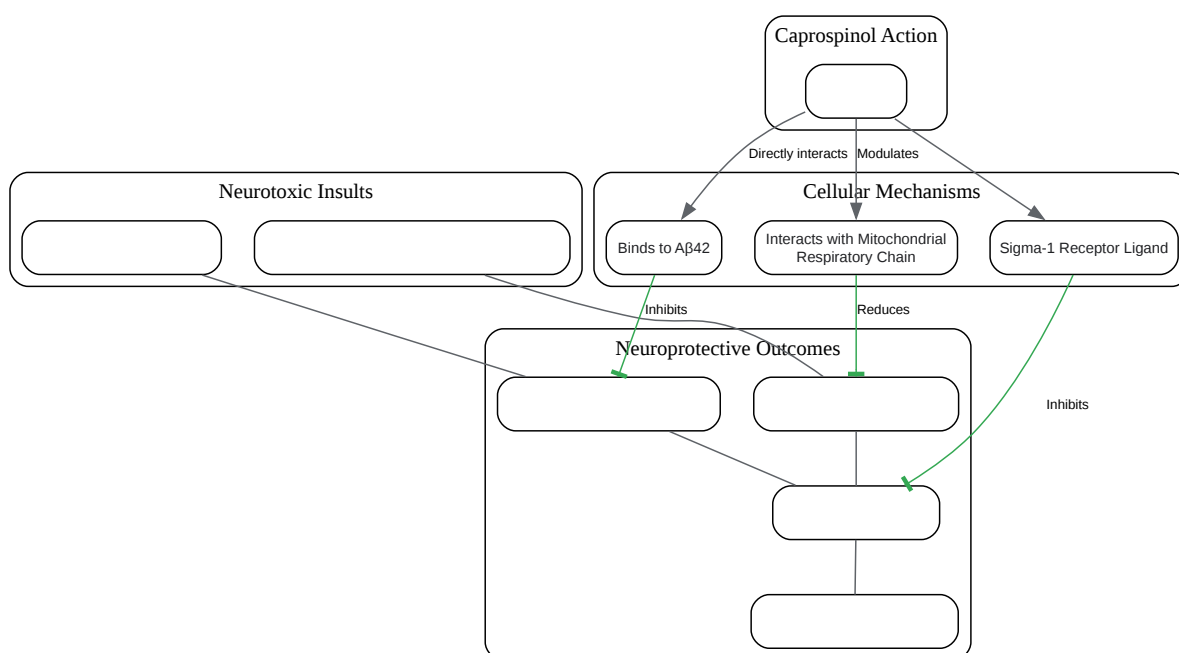 Caprospinol Action
Directly interacts
Modulates
Neurotoxic Insults
Cellular Mechanisms
Binds to Aβ42
Interacts with Mitochondrial
Respiratory Chain
Sigma-1 Receptor Ligand
Inhibits
Reduces
Neuroprotective Outcomes
Inhibits